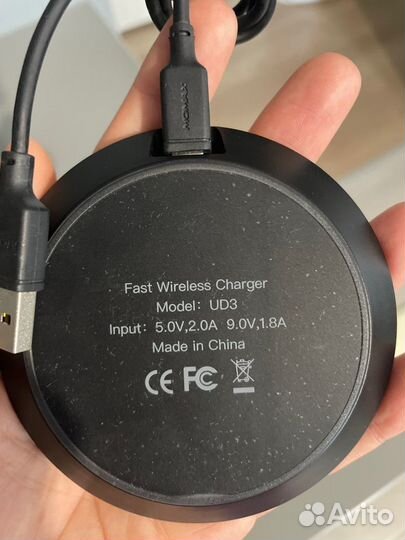 MOMAX
Fast Wireless Charger
Model: UD3
Input: 5.0V,2.0A 9.0V,1.8A
Made in China
CE FC
Avito